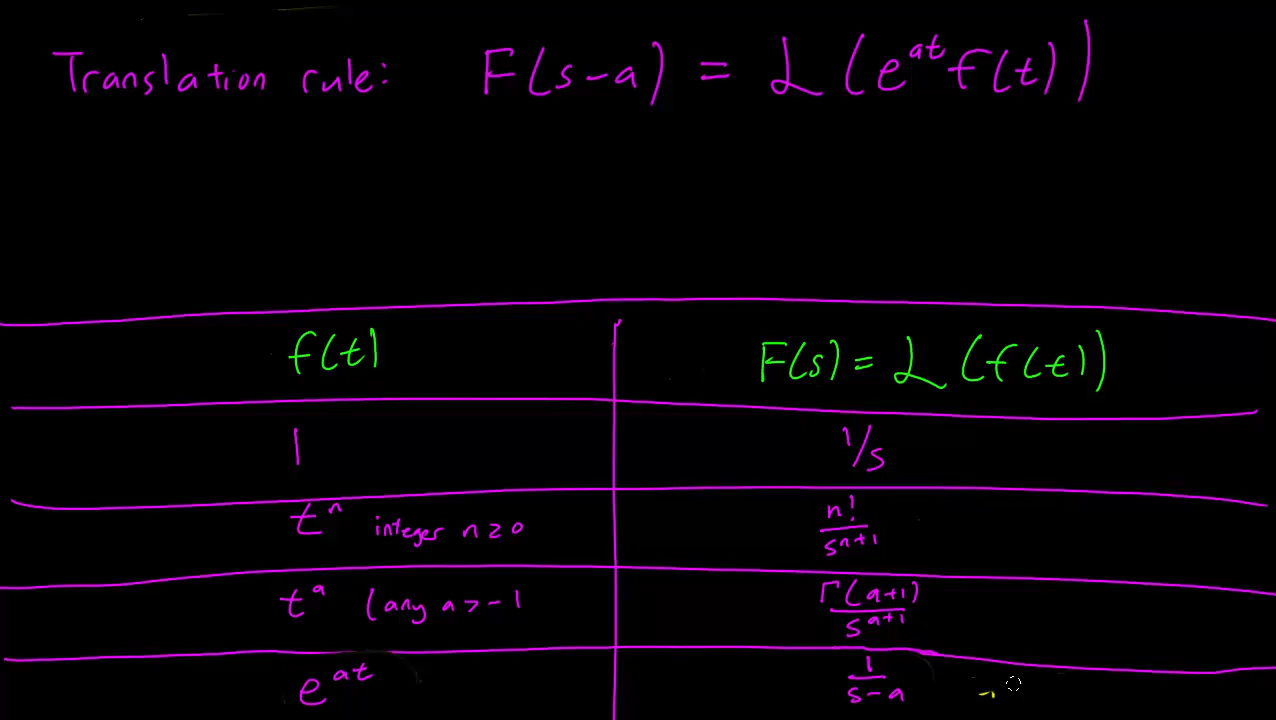 Translation rule: F(s-a) = ℒ(e^{at} f(t))
f(t) F(s) = ℒ(f(t))
1 1/s
t^n integer n ≥ 0 n!/s^{n+1}
t^a (any a > -1 Γ(a+1)/s^{a+1}
e^{at} 1/(s-a)